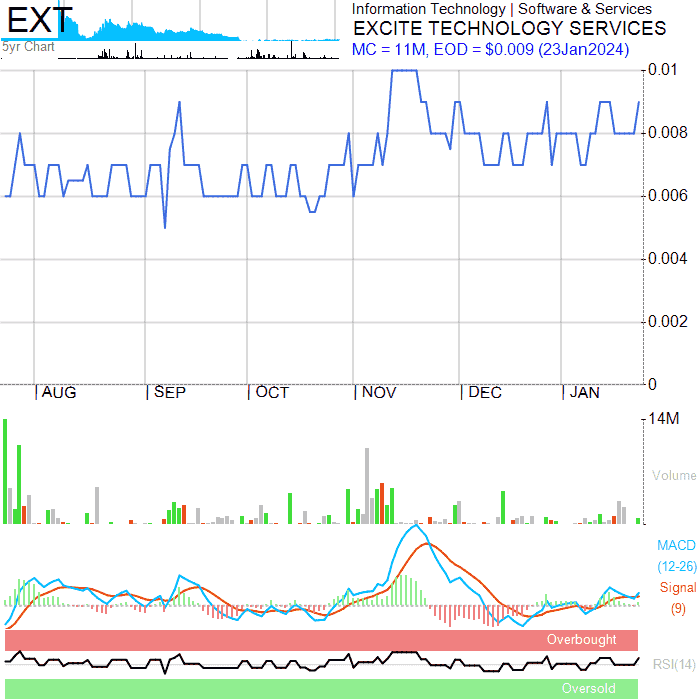 EXT
5yr Chart
Information Technology | Software & Services
EXCITE TECHNOLOGY SERVICES
MC = 11M, EOD = $0.009 (23Jan2024)
0.01
0.008
0.006
0.004
0.002
0
AUG
SEP
OCT
NOV
DEC
JAN
14M
Volume
MACD
(12-26)
Signal
(9)
Overbought
RSI(14)
Oversold